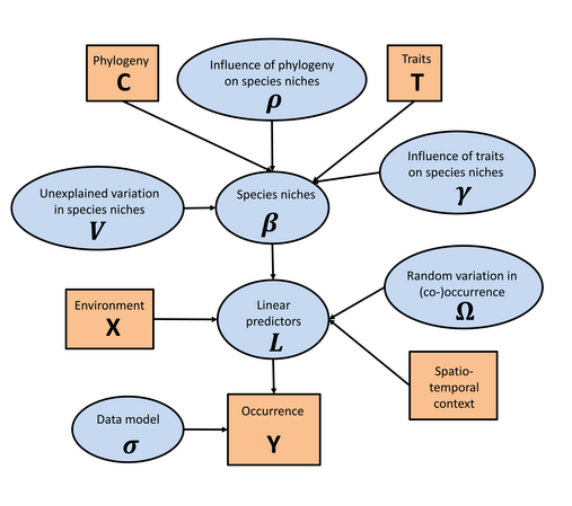 Phylogeny
C
Influence of phylogeny
on species niches
ρ
Traits
T
Unexplained variation
in species niches
V
Species niches
β
Influence of traits
on species niches
γ
Environment
X
Linear
predictors
L
Random variation in
(co-)occurrence
Ω
Spatio-
temporal
context
Data model
σ
Occurrence
Y